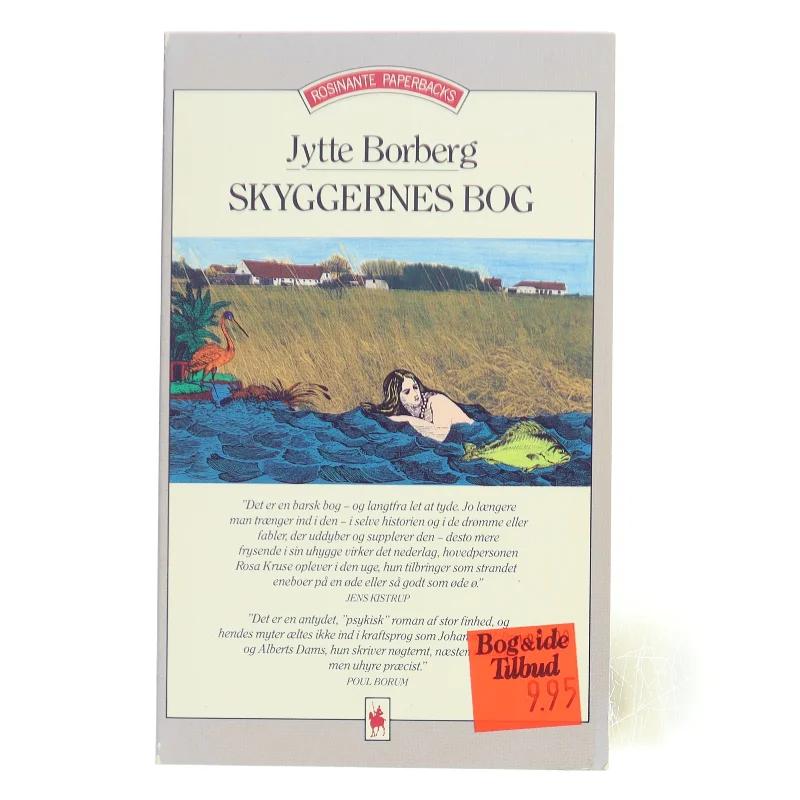 ROSINANTE PAPERBACKS
Jytte Borberg
SKYGGERNES BOG
"Det er en barsk bog – og langtfra let at tyde. Jo længere
man trænger ind i den – i selve historien og i de drømme eller
fabler, der uddyber og supplerer den – desto mere
frysende i sin uhygge virker det nederlag, hovedpersonen
Rosa Kruse oplever i den uge, hun tilbringer som strandet
eneboer på en øde eller så godt som øde ø."
JENS KISTRUP
"Det er en antydet, "psykisk" roman af stor finhed, og
hendes myter æltes ikke ind i kraftsprog som Johan
og Alberts Dams, hun skriver nøgternt, næsten
men uhyre præcist."
POUL BORUM
Bog&ide
Tilbud
9.95